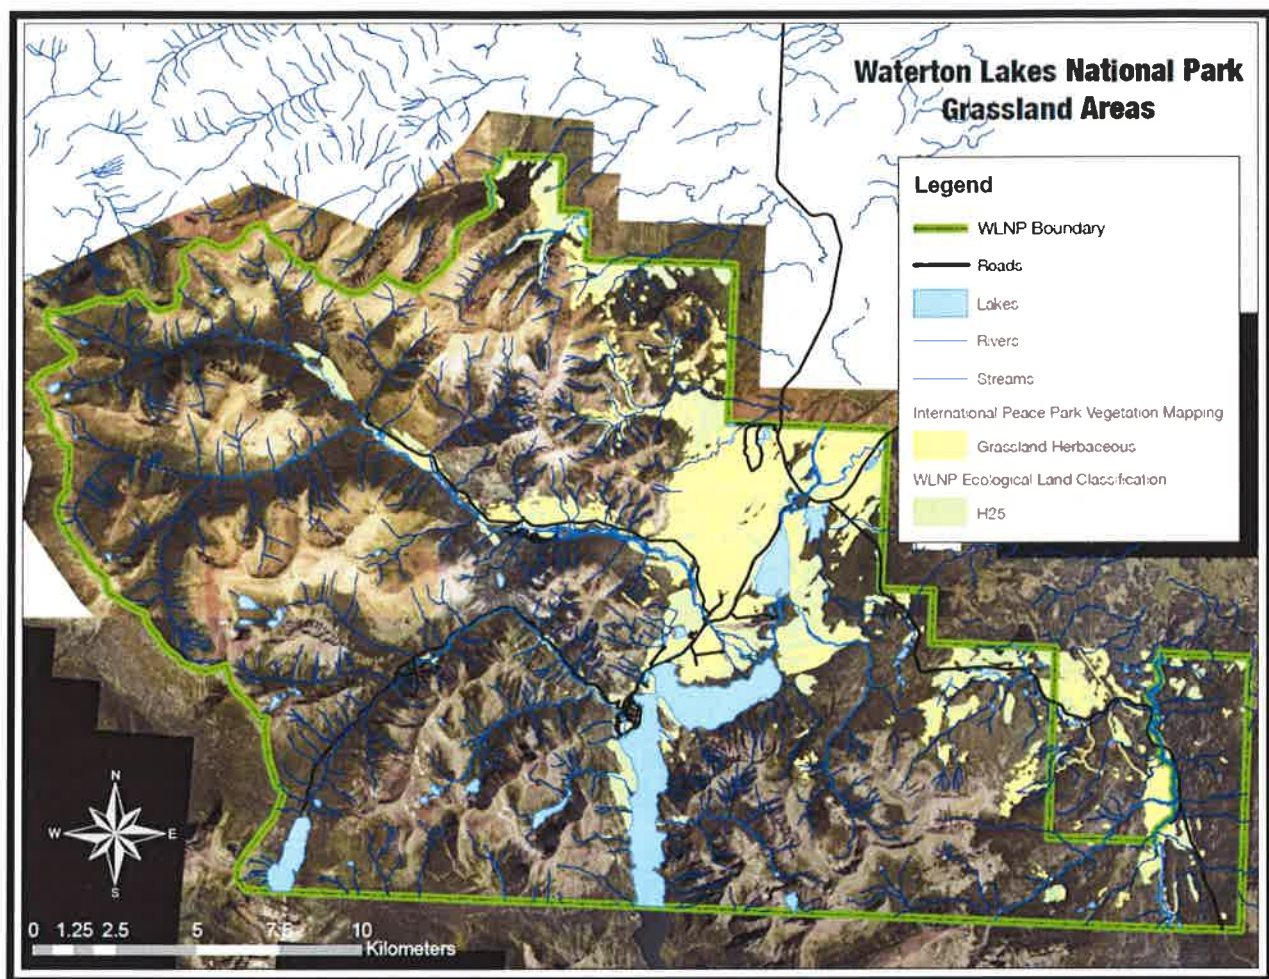 Waterton Lakes National Park
Grassland Areas
Legend
WLNP Boundary
Roads
Lakes
Rivers
Streams
International Peace Park Vegetation Mapping
Grassland Herbaceous
WLNP Ecological Land Classification
H25
N
W
E
S
0 1.25 2.5 5 7.5 10
Kilometers